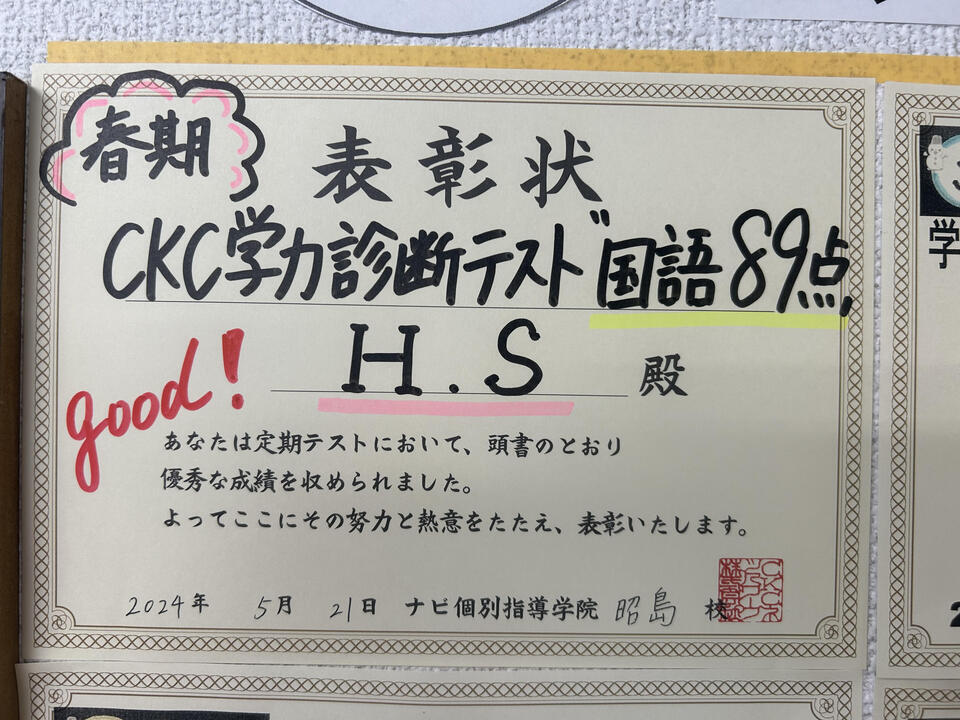 春期
表彰状
CKC学力診断テスト 国語 89点
H.S 殿
good!
あなたは定期テストにおいて、頭書のとおり
優秀な成績を収められました。
よってここにその努力と熱意をたたえ、表彰いたします。
2024年 5月 21日 ナビ個別指導学院 昭島 校
学